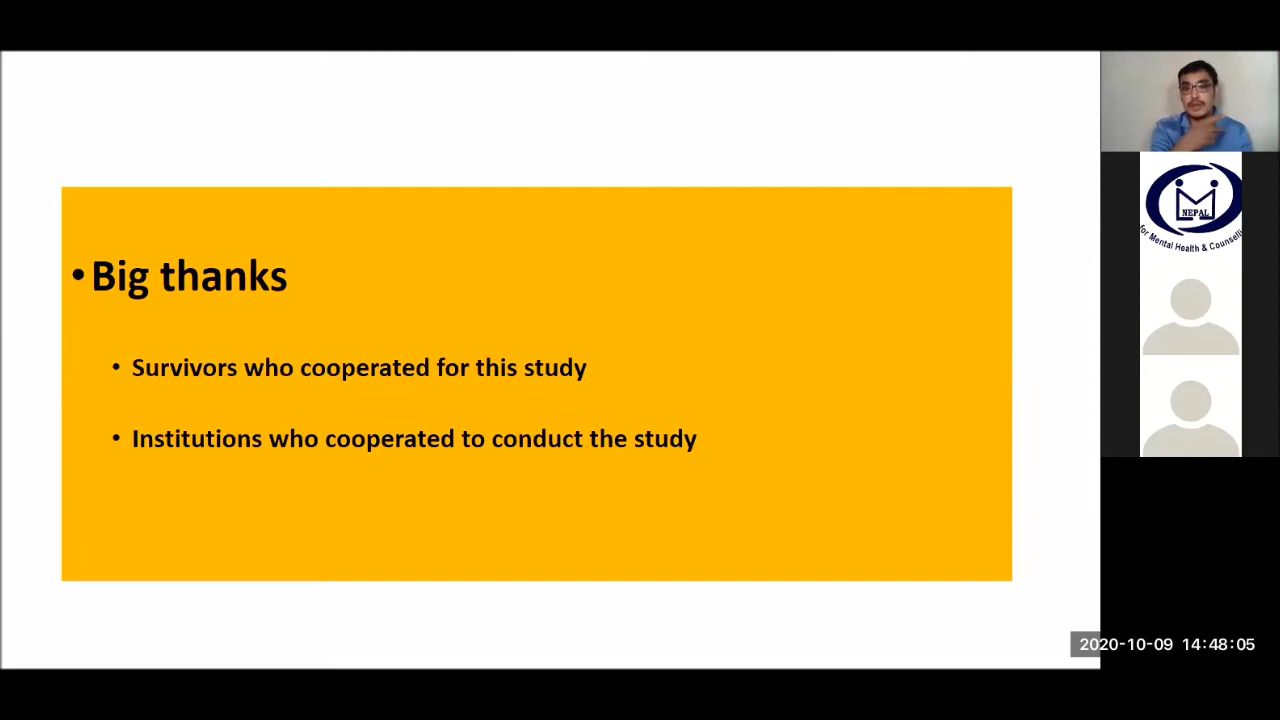 • Big thanks
• Survivors who cooperated for this study
• Institutions who cooperated to conduct the study
NEPAL
for Mental Health & Counselli
2020-10-09 14:48:05